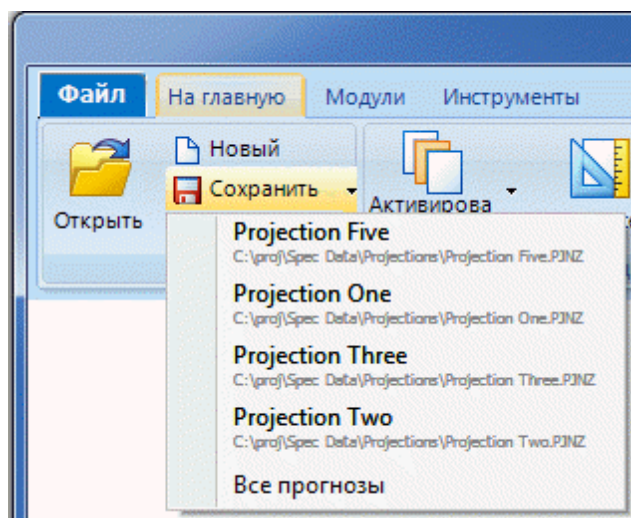 Файл На главную Модули Инструменты
Новый
Сохранить
Открыть
Активирова
Projection Five
C:\proj\Spec Data\Projections\Projection Five.PJNZ
Projection One
C:\proj\Spec Data\Projections\Projection One.PJNZ
Projection Three
C:\proj\Spec Data\Projections\Projection Three.PJNZ
Projection Two
C:\proj\Spec Data\Projections\Projection Two.PJNZ
Все прогнозы